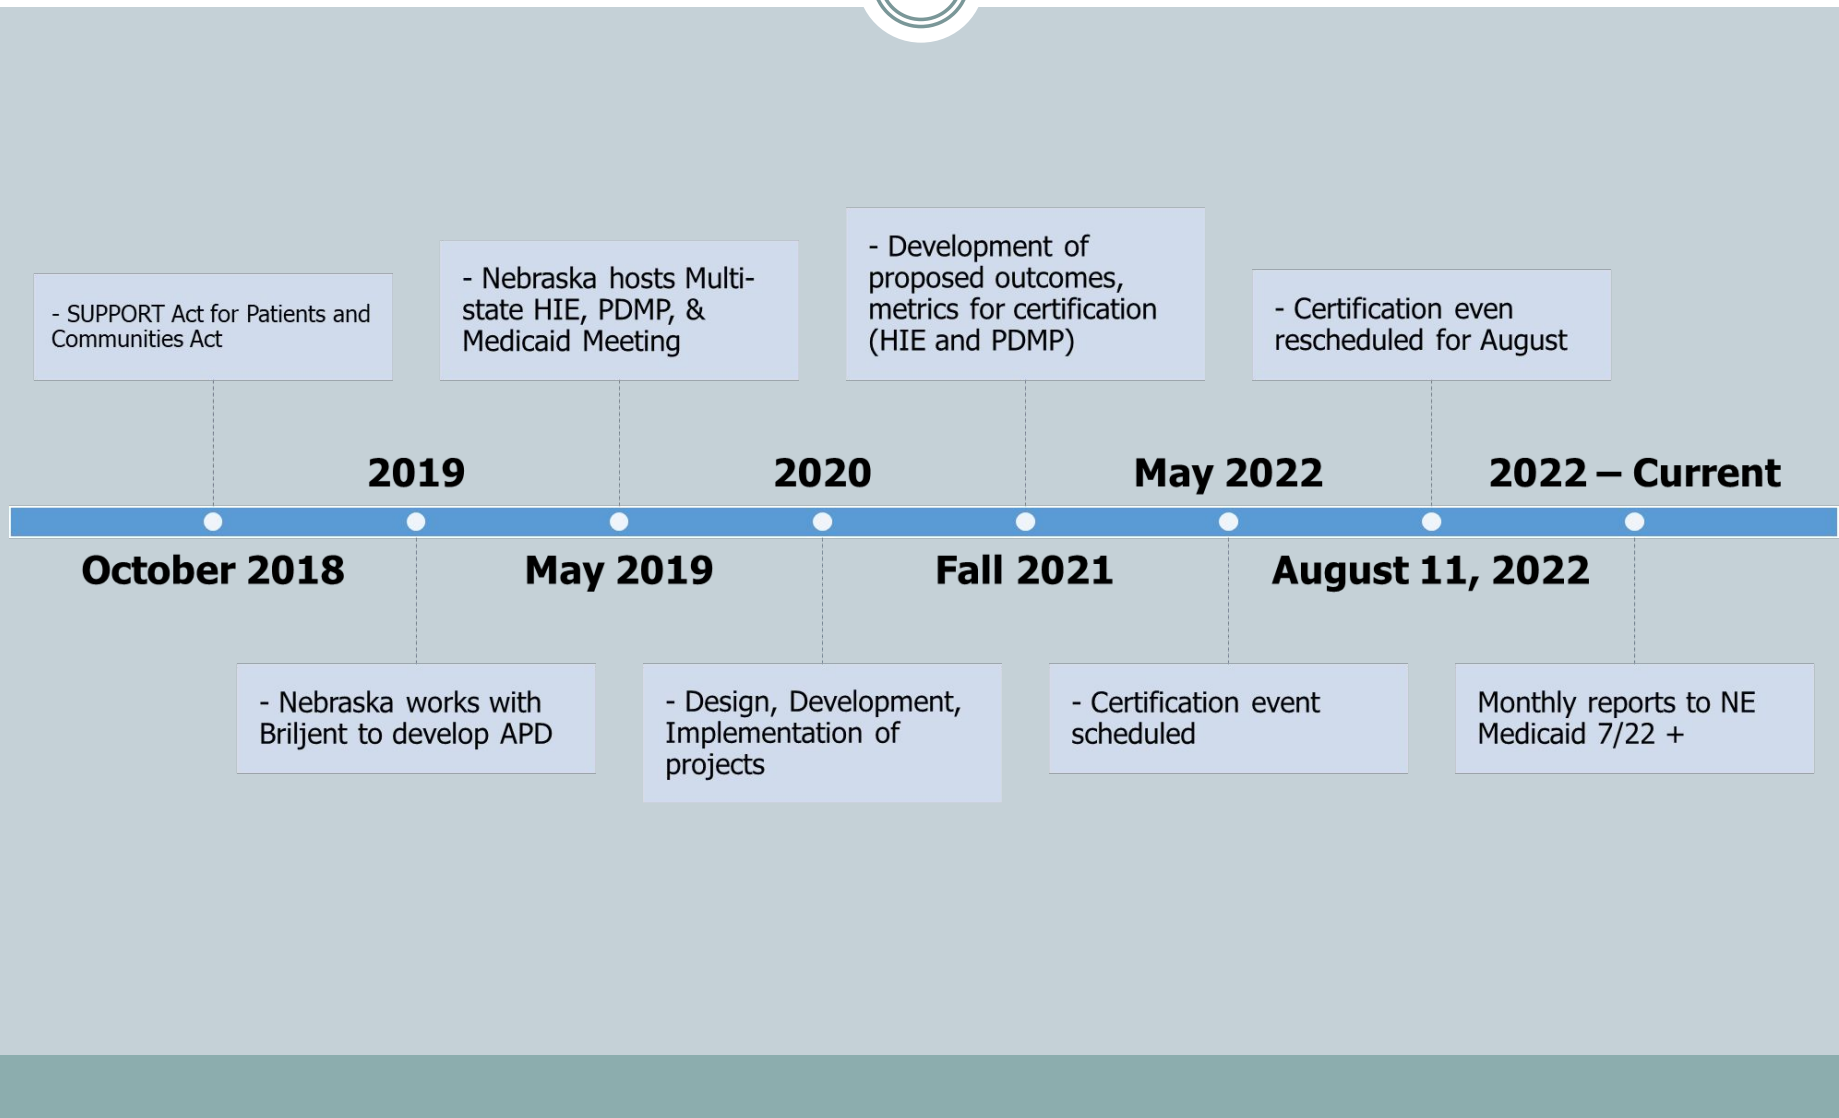 - SUPPORT Act for Patients and
Communities Act
October 2018
2019
- Nebraska works with
Briljent to develop APD
- Nebraska hosts Multi-
state HIE, PDMP, &
Medicaid Meeting
May 2019
2020
- Design, Development,
Implementation of
projects
- Development of
proposed outcomes,
metrics for certification
(HIE and PDMP)
Fall 2021
May 2022
- Certification event
scheduled
- Certification even
rescheduled for August
August 11, 2022
2022 – Current
Monthly reports to NE
Medicaid 7/22 +